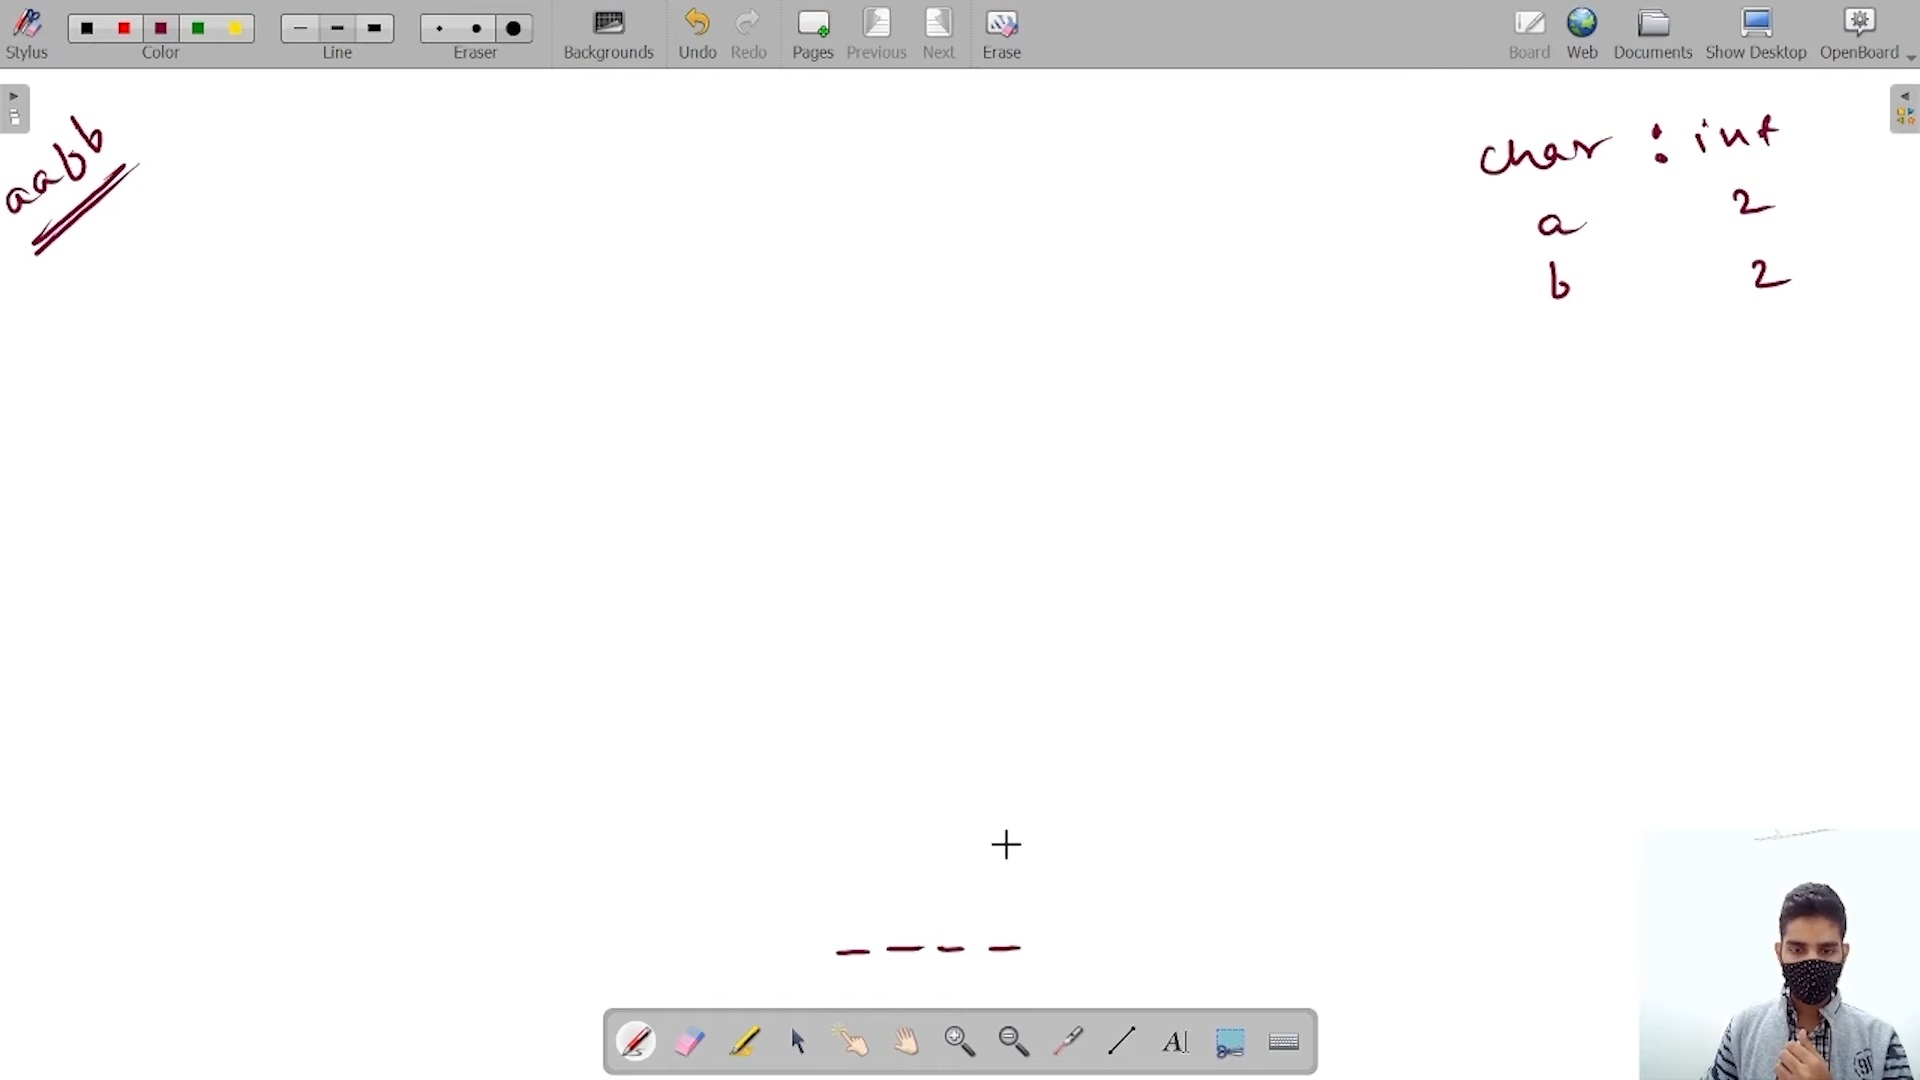 Stylus
Color
Line
Eraser
Backgrounds
Undo
Redo
Pages
Previous
Next
Erase
Board
Web
Documents
Show Desktop
OpenBoard
aabb
char : int
a 2
b 2